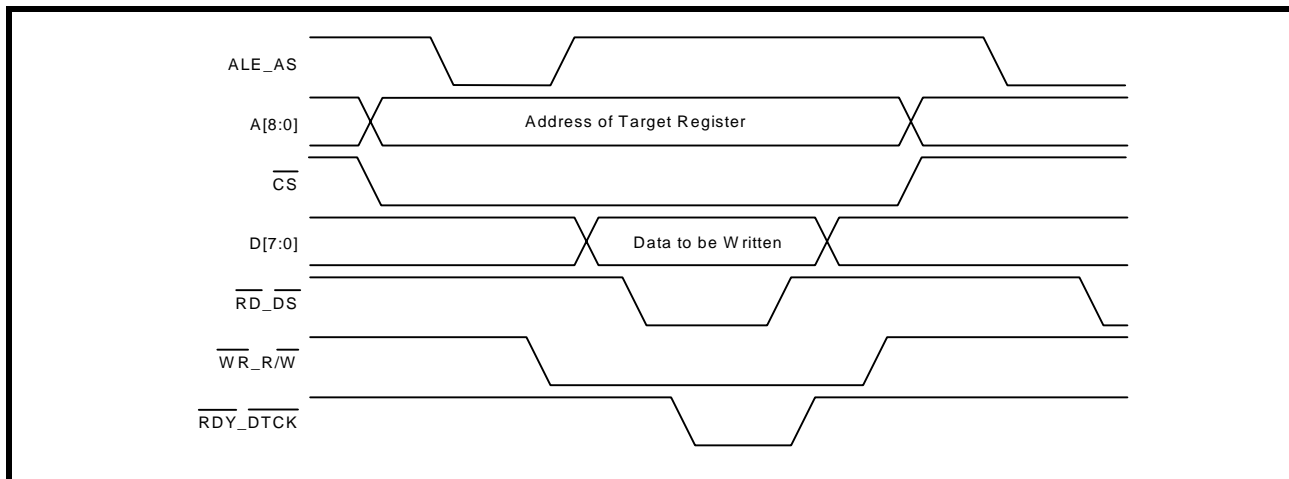 ALE_AS
A[8:0]
Address of Target Register
CS
D[7:0]
Data to be Written
RD_DS
WR_R/W
RDY_DTCK